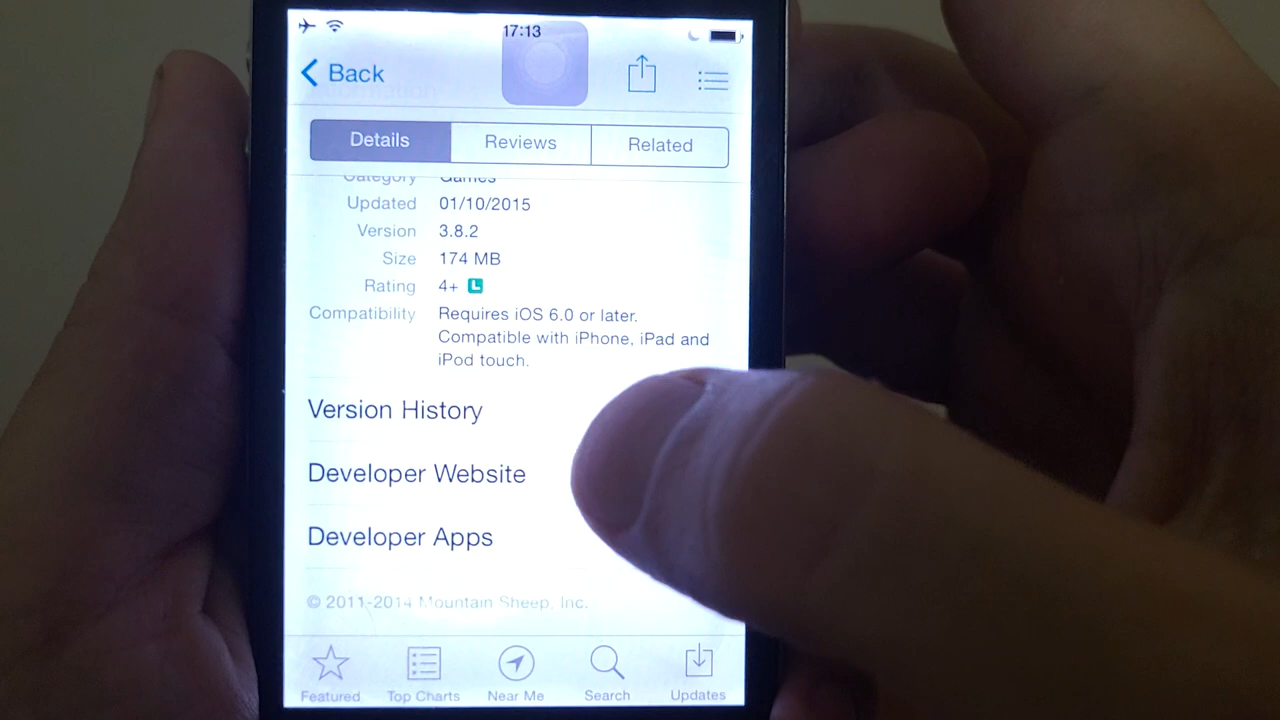 17:13
Back
Details Reviews Related
Category Games
Updated 01/10/2015
Version 3.8.2
Size 174 MB
Rating 4+ L
Compatibility Requires iOS 6.0 or later.
Compatible with iPhone, iPad and
iPod touch.
Version History
Developer Website
Developer Apps
© 2011-2014 Mountain Sheep, Inc.
Featured Top Charts Near Me Search Updates